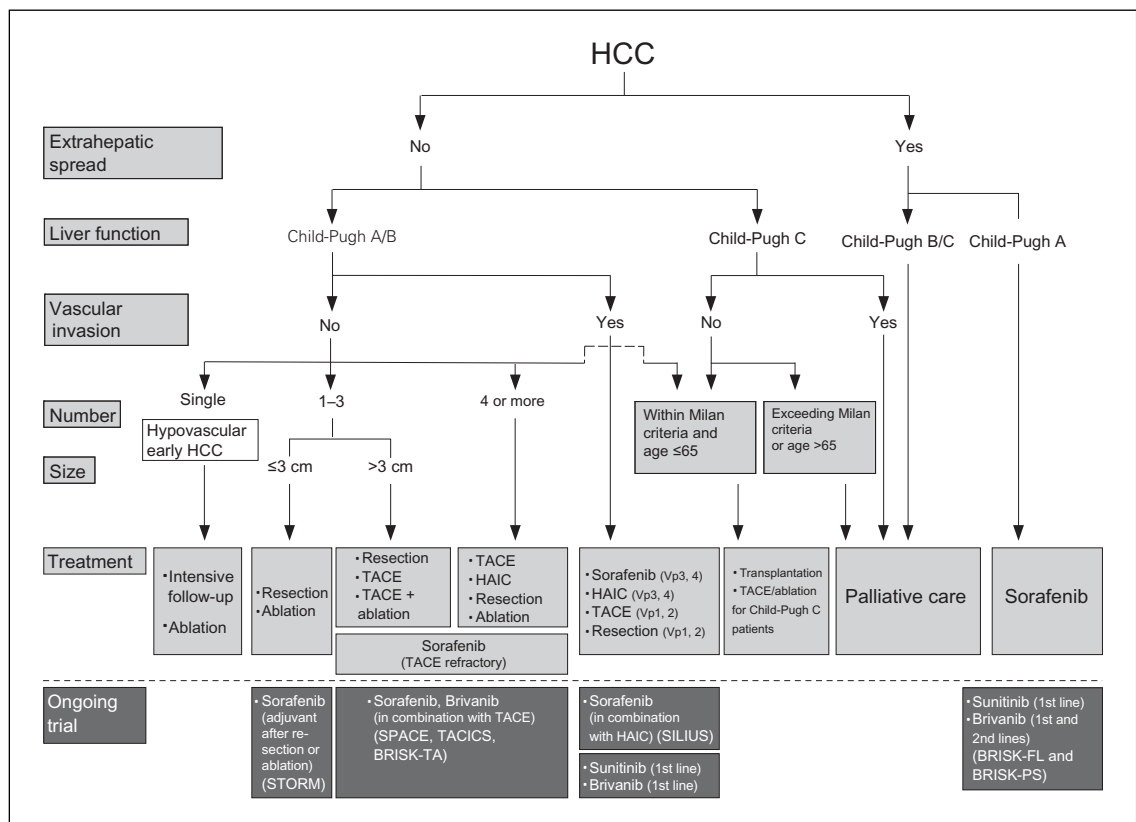 HCC
Extrahepatic
spread
No
Yes
Liver function
Child-Pugh A/B
Child-Pugh C
Child-Pugh B/C
Child-Pugh A
Vascular
invasion
No
Yes
No
Yes
Number
Single
1–3
4 or more
Hypovascular
early HCC
Within Milan
criteria and
age ≤65
Exceeding Milan
criteria
or age >65
Size
≤3 cm
>3 cm
Treatment
· Intensive
follow-up
· Ablation
· Resection
· Ablation
· Resection
· TACE
· TACE +
ablation
· TACE
· HAIC
· Resection
· Ablation
Sorafenib
(TACE refractory)
· Sorafenib (Vp3, 4)
· HAIC (Vp3, 4)
· TACE (Vp1, 2)
· Resection (Vp1, 2)
· Transplantation
· TACE/ablation
for Child-Pugh C
patients
Palliative care
Sorafenib
Ongoing
trial
· Sorafenib
(adjuvant
after re-
section or
ablation)
(STORM)
· Sorafenib, Brivanib
(in combination with TACE)
(SPACE, TACICS,
BRISK-TA)
· Sorafenib
(in combination
with HAIC) (SILIUS)
· Sunitinib (1st line)
· Brivanib (1st line)
· Sunitinib (1st line)
· Brivanib (1st and
2nd lines)
(BRISK-FL and
BRISK-PS)